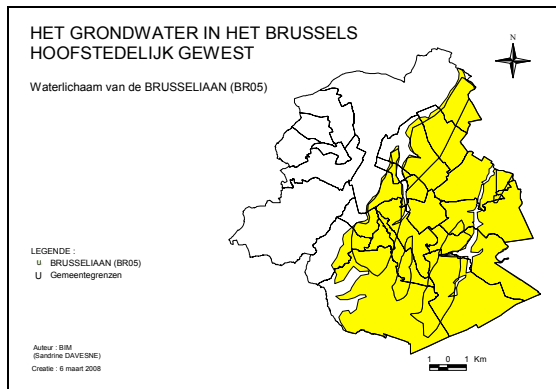 HET GRONDWATER IN HET BRUSSELS
HOOFSTEDELIJK GEWEST
Waterlichaam van de BRUSSELIAAN (BR05)
N
LEGENDE :
u BRUSSELIAAN (BR05)
U Gemeentegrenzen
Auteur : BIM
(Sandrine DAVESNE)
Creatie : 6 maart 2008
1 0 1 Km